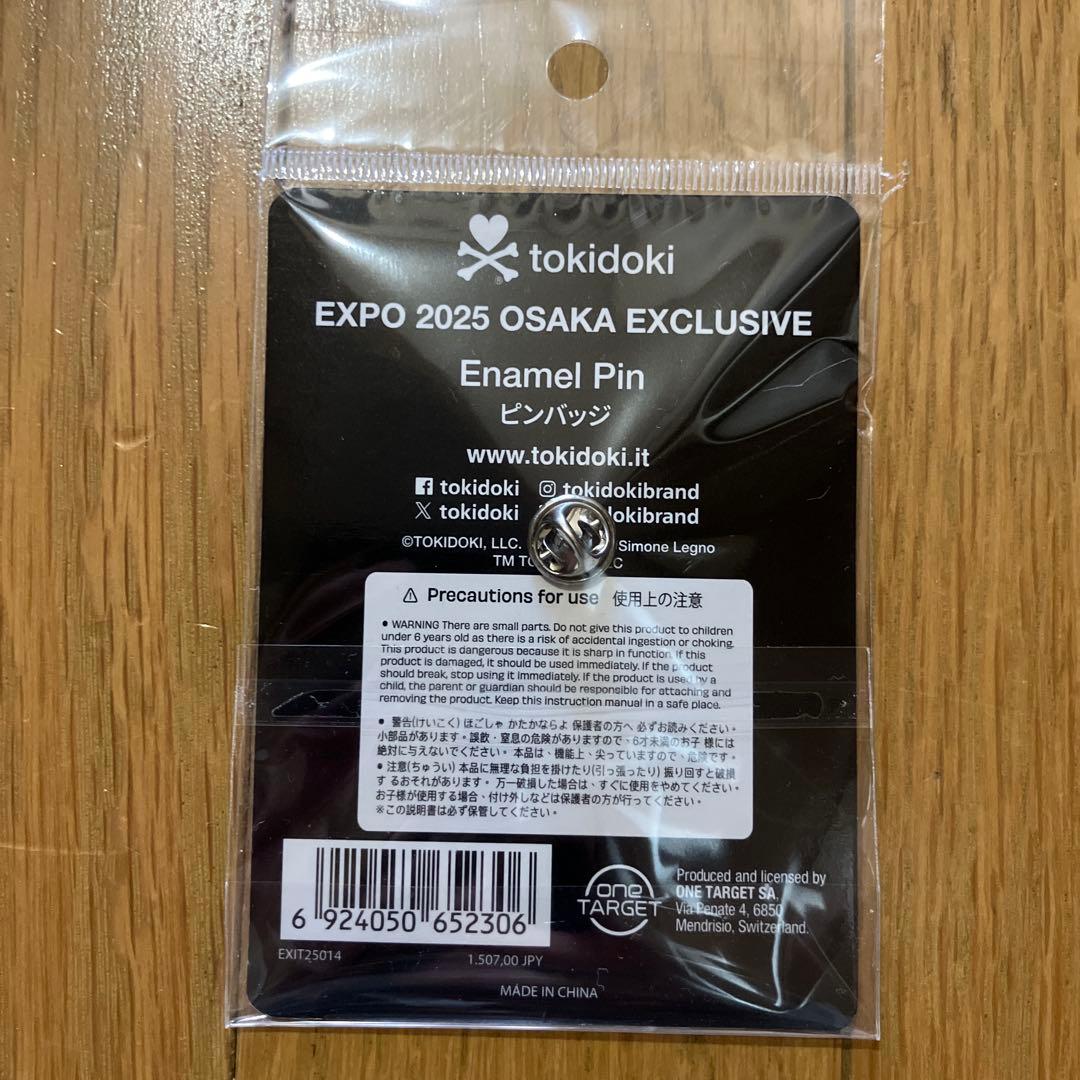 tokidoki
®
EXPO 2025 OSAKA EXCLUSIVE
Enamel Pin
ピンバッジ
www.tokidoki.it
tokidoki tokidokibrand
tokidoki okibrand
©TOKIDOKI, LLC. Simone Legno
TM
⚠ Precautions for use 使用上の注意
• WARNING There are small parts. Do not give this product to children
under 6 years old as there is a risk of accidental ingestion or choking.
This product is dangerous because it is sharp in function. If this
product is damaged, it should be used immediately. If the product
should break, stop using it immediately. If the product is used by a
child, the parent or guardian should be responsible for attaching and
removing the product. Keep this instruction manual in a safe place.
• 警告(けいこく) ほごしゃ かたかならよ 保護者の方へ 必ずお読みください。
小部品があります。誤飲・窒息の危険がありますので、6才未満のお子 様には
絶対に与えないでください。 本品は、機能上、尖っていますので、危険です。
• 注意(ちゅうい) 本品に無理な負担を掛けたり(引っ張ったり) 振り回すと破損
す るおそれがあります。 万一破損した場合は、すぐに使用をやめてください。
お子様が使用する場合、付け外しなどは保護者の方が行ってください。
※この説明書は必ず保管してください。
6 924050 652306
EXIT25014 1.507,00 JPY
MADE IN CHINA
one
TARGET
Produced and licensed by
ONE TARGET SA.
Via Penate 4, 6850
Mendrisio, Switzerland.